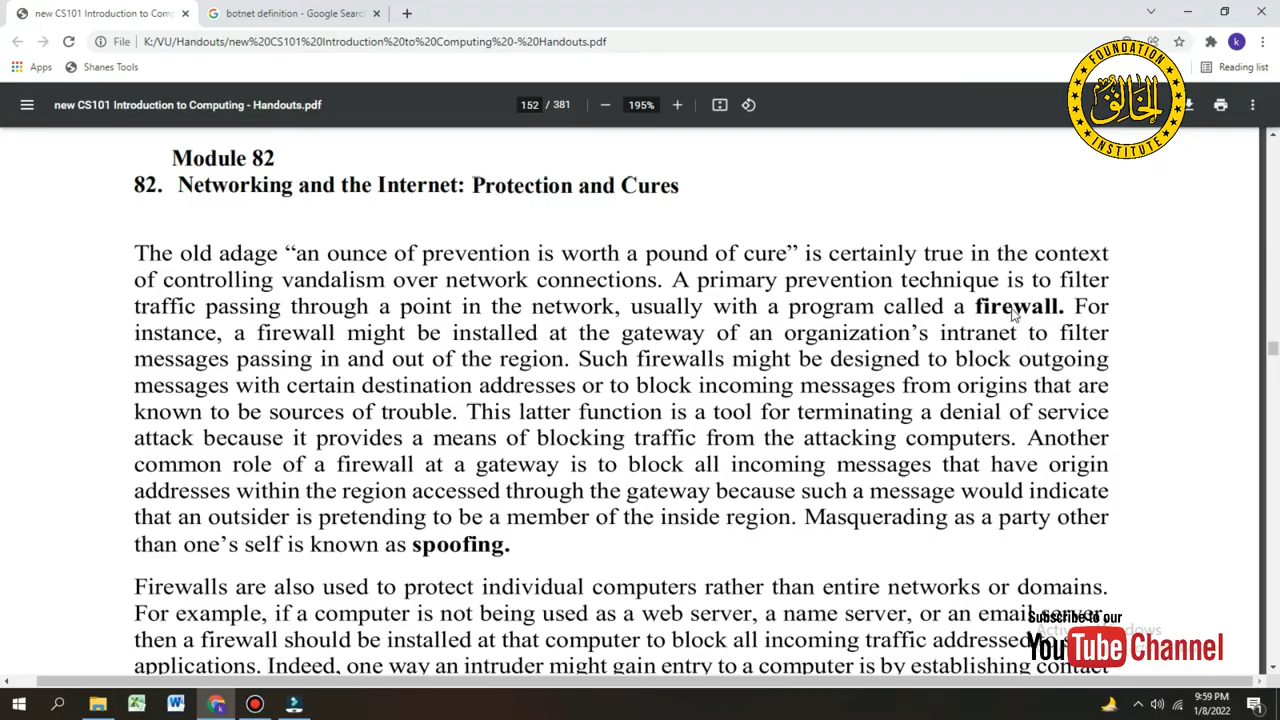 new CS101 Introduction to Comp
botnet definition - Google Searc
File
K:/VU/Handouts/new%20CS101%20Introduction%20to%20Computing%20-%20Handouts.pdf
Apps
Shanes Tools
Reading list
new CS101 Introduction to Computing - Handouts.pdf
152 / 381
195%
FOUNDATION
الخالق
INSTITUTE
Module 82
82. Networking and the Internet: Protection and Cures
The old adage “an ounce of prevention is worth a pound of cure” is certainly true in the context
of controlling vandalism over network connections. A primary prevention technique is to filter
traffic passing through a point in the network, usually with a program called a firewall. For
instance, a firewall might be installed at the gateway of an organization’s intranet to filter
messages passing in and out of the region. Such firewalls might be designed to block outgoing
messages with certain destination addresses or to block incoming messages from origins that are
known to be sources of trouble. This latter function is a tool for terminating a denial of service
attack because it provides a means of blocking traffic from the attacking computers. Another
common role of a firewall at a gateway is to block all incoming messages that have origin
addresses within the region accessed through the gateway because such a message would indicate
that an outsider is pretending to be a member of the inside region. Masquerading as a party other
than one’s self is known as spoofing.
Firewalls are also used to protect individual computers rather than entire networks or domains.
For example, if a computer is not being used as a web server, a name server, or an email server,
then a firewall should be installed at that computer to block all incoming traffic addressed
applications. Indeed, one way an intruder might gain entry to a computer is by establishing contact
Subscribe to our
YouTube Channel
9:59 PM
1/8/2022